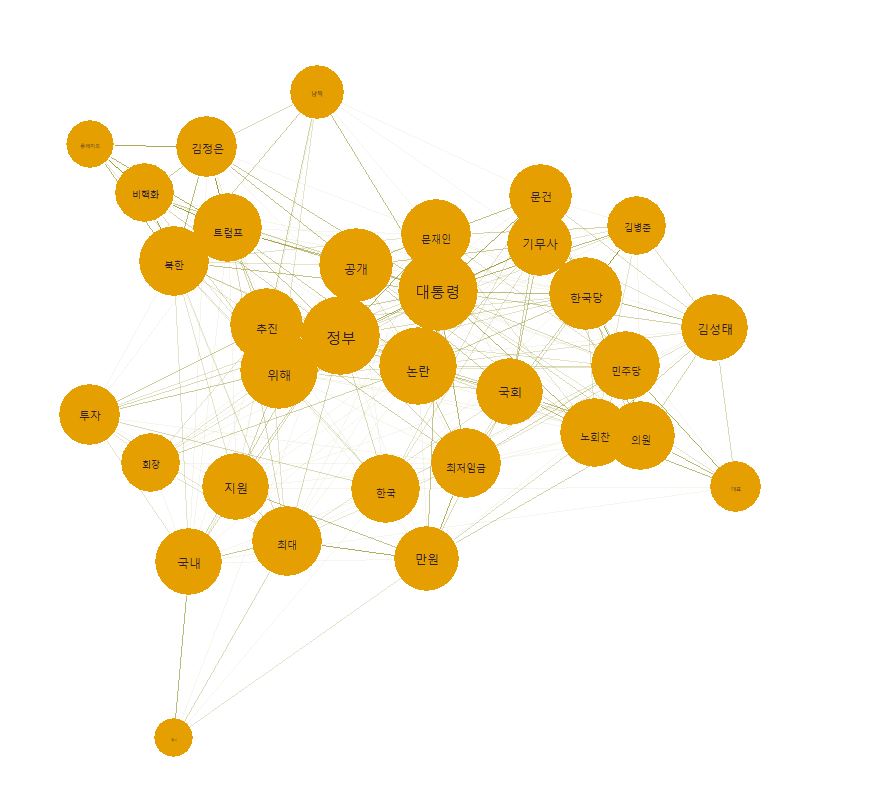 남북
김정은
비핵화
문건
트럼프
김병준
문재인
기무사
북한
공개
대통령
한국당
추진
정부
김성태
논란
민주당
위해
국회
투자
노회찬
의원
회장
최저임금
지원
한국
대표
최대
만원
국내